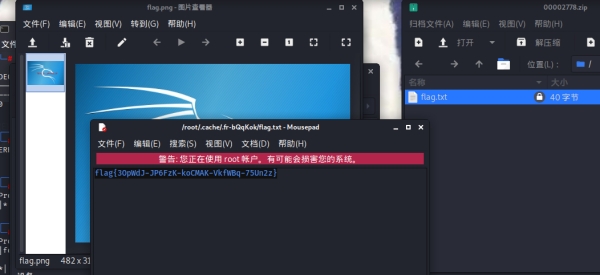 flag.png - 图片查看器
文件(F) 编辑(E) 视图(V) 转到(G) 帮助(H)
flag.png 482 x 31
00002778.zip
归档文件(A) 编辑(E) 视图(V) 帮助(H)
打开 解压缩
位置(L): /
名称 大小
flag.txt 40 字节
/root/.cache/.fr-bQqKok/flag.txt - Mousepad
文件(F) 编辑(E) 搜索(S) 视图(V) 文档(D) 帮助(H)
警告: 您正在使用 root 帐户。有可能会损害您的系统。
flag{3OpWdJ-JP6FzK-koCMAK-VkfWBq-75Un2z}